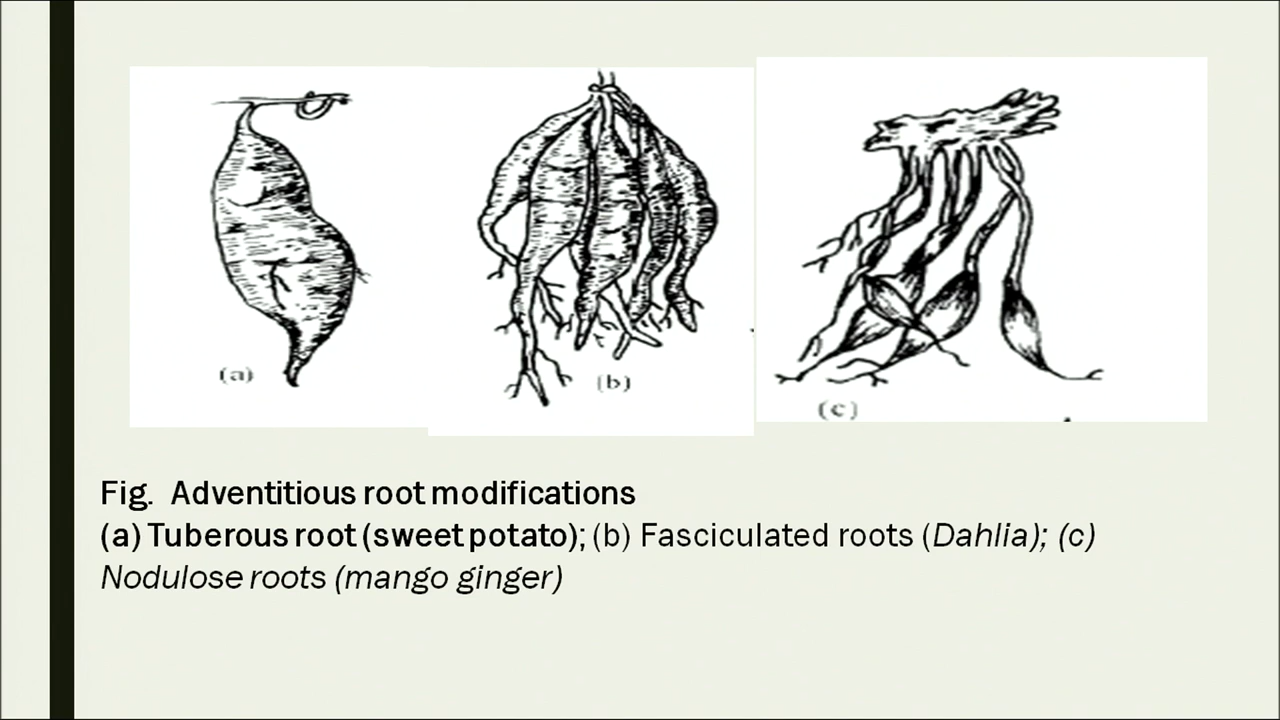 (a)
(b)
(c)
Fig. Adventitious root modifications
(a) Tuberous root (sweet potato); (b) Fasciculated roots (Dahlia); (c)
Nodulose roots (mango ginger)